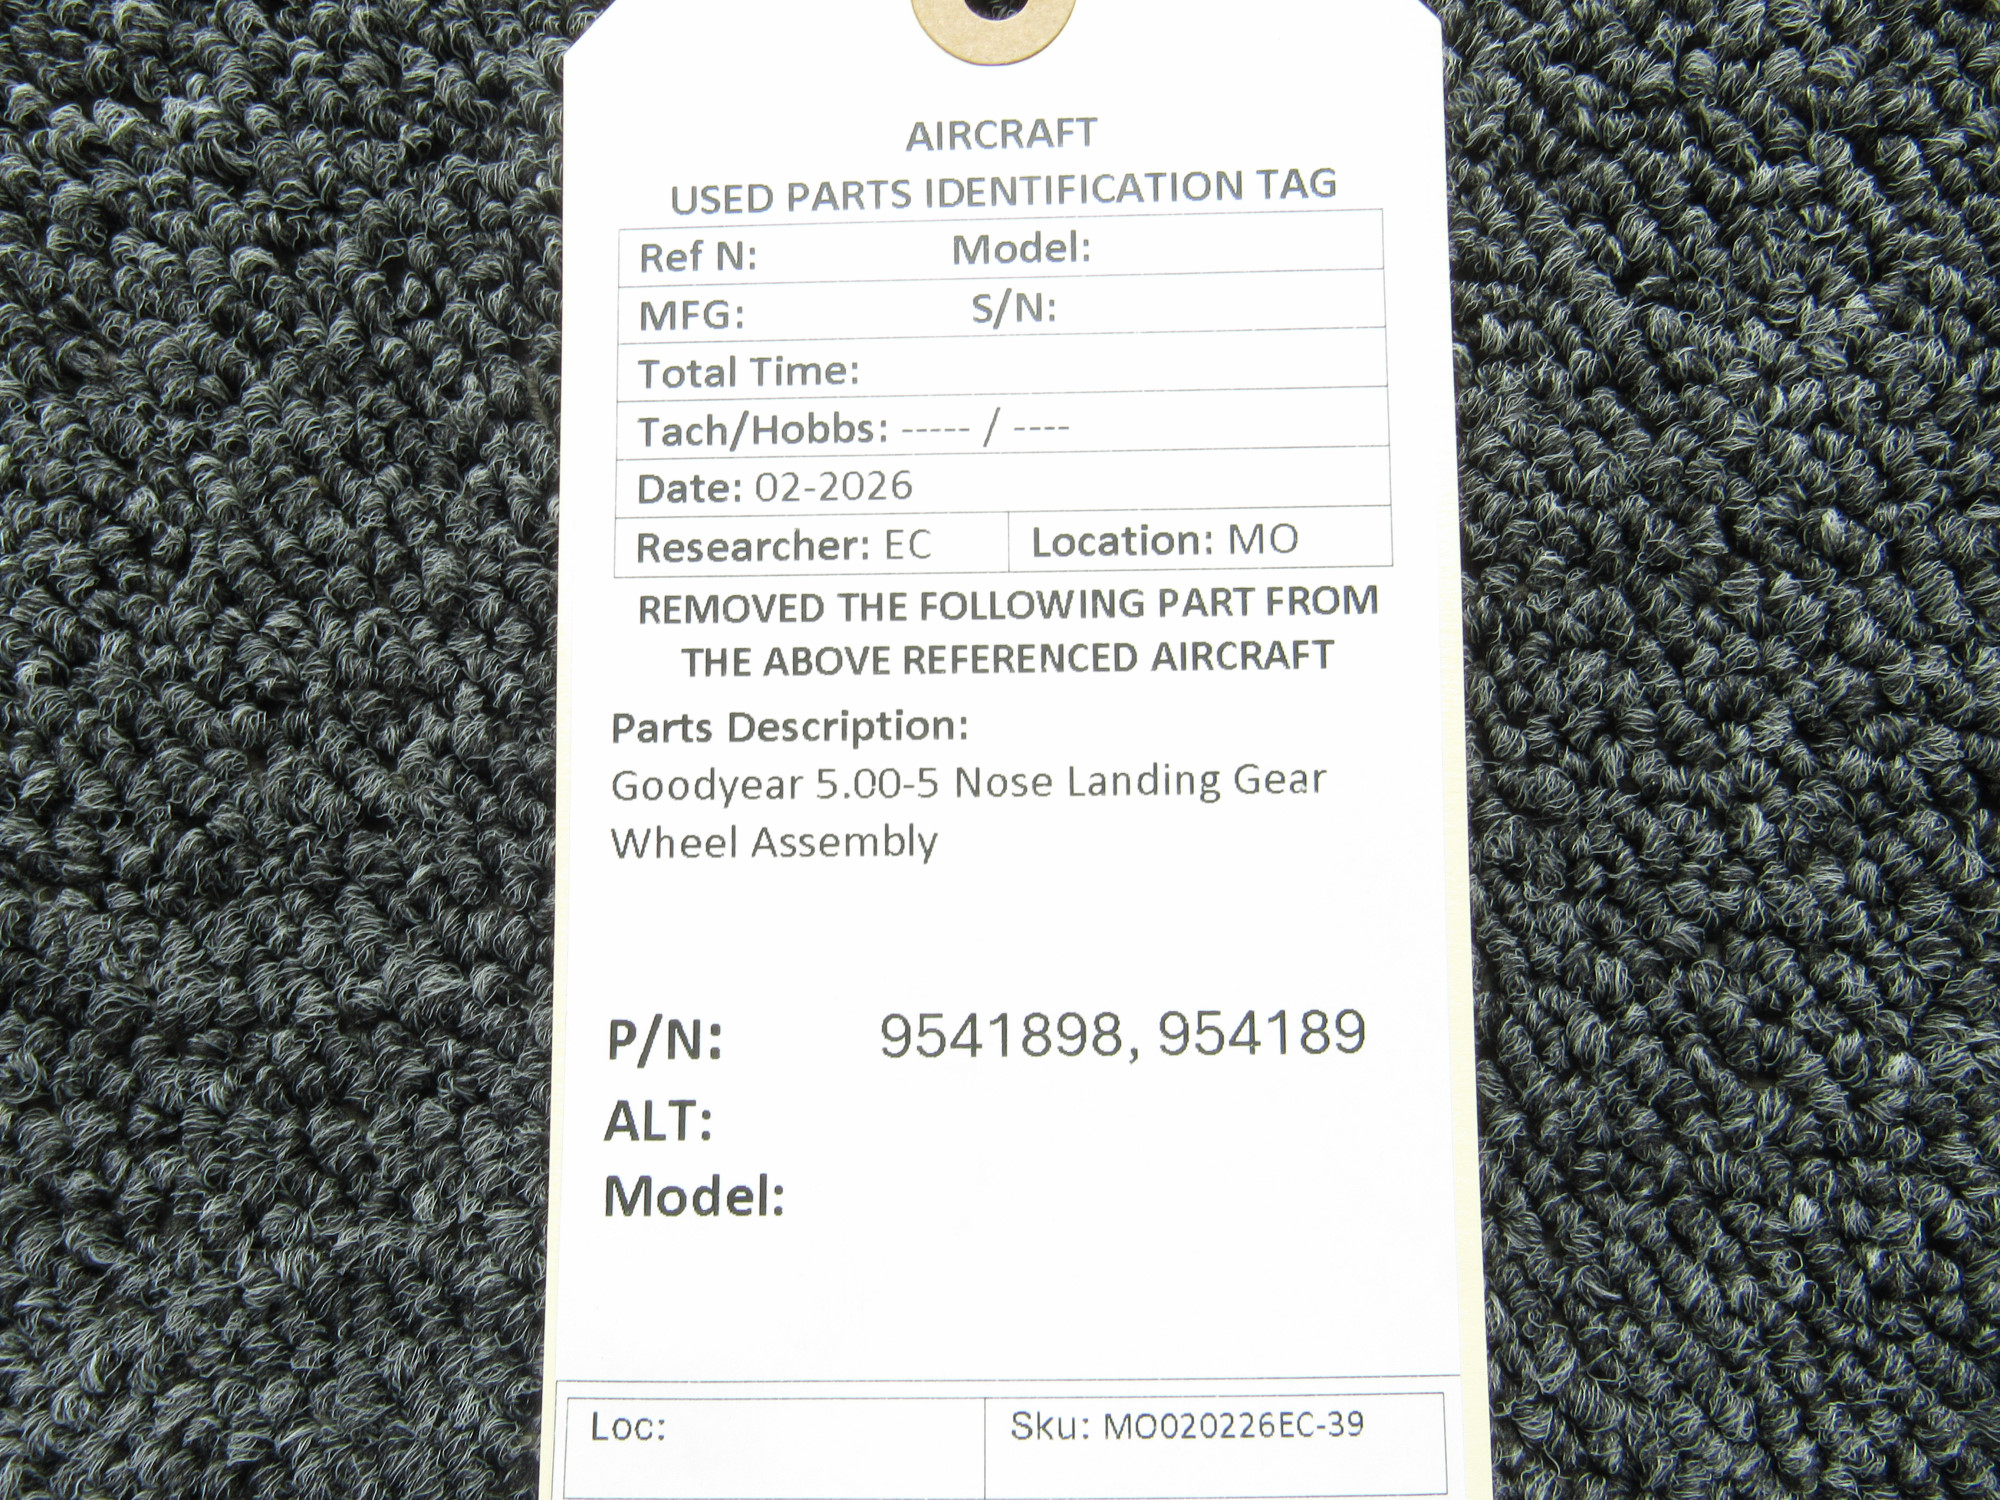 AIRCRAFT
USED PARTS IDENTIFICATION TAG
Ref N: Model:
MFG: S/N:
Total Time:
Tach/Hobbs: ----- / ----
Date: 02-2026
Researcher: EC Location: MO
REMOVED THE FOLLOWING PART FROM
THE ABOVE REFERENCED AIRCRAFT
Parts Description:
Goodyear 5.00-5 Nose Landing Gear
Wheel Assembly
P/N: 9541898, 954189
ALT:
Model:
Loc: Sku: MO020226EC-39